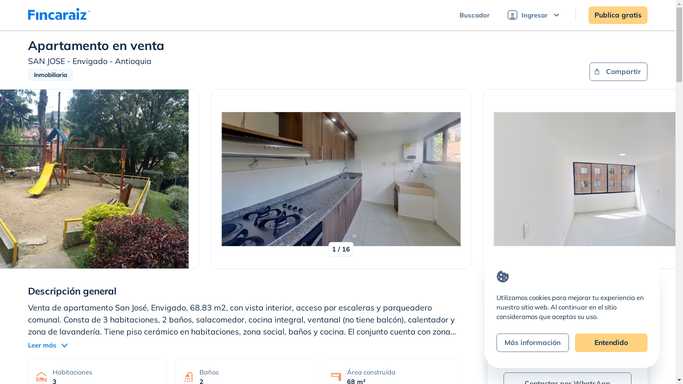 Fincaraiz
Buscador
Ingresar
Publica gratis
Apartamento en venta
SAN JOSE - Envigado - Antioquia
Inmobiliaria
Compartir
1 / 16
Descripción general
Venta de apartamento San José, Envigado. 68.83 m2, con vista interior, acceso por escaleras y parqueadero
comunal. Consta de 3 habitaciones, 2 baños, salacomedor, cocina integral, ventanal (no tiene balcón), calentador y
zona de lavandería. Tiene piso cerámico en habitaciones, zona social, baños y cocina. El conjunto cuenta con zona...
Leer más
Habitaciones
3
Baños
2
Área construida
68 m²
Utilizamos cookies para mejorar tu experiencia en
nuestro sitio web. Al continuar en el sitio
consideramos que aceptas su uso.
Más información
Entendido
Contactar por WhatsApp